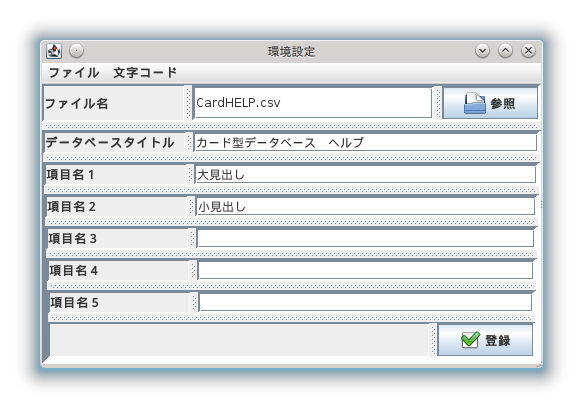 環境設定
ファイル 文字コード
ファイル名 CardHELP.csv 参照
データベースタイトル カード型データベース　ヘルプ
項目名１ 大見出し
項目名２ 小見出し
項目名３
項目名４
項目名５
登録